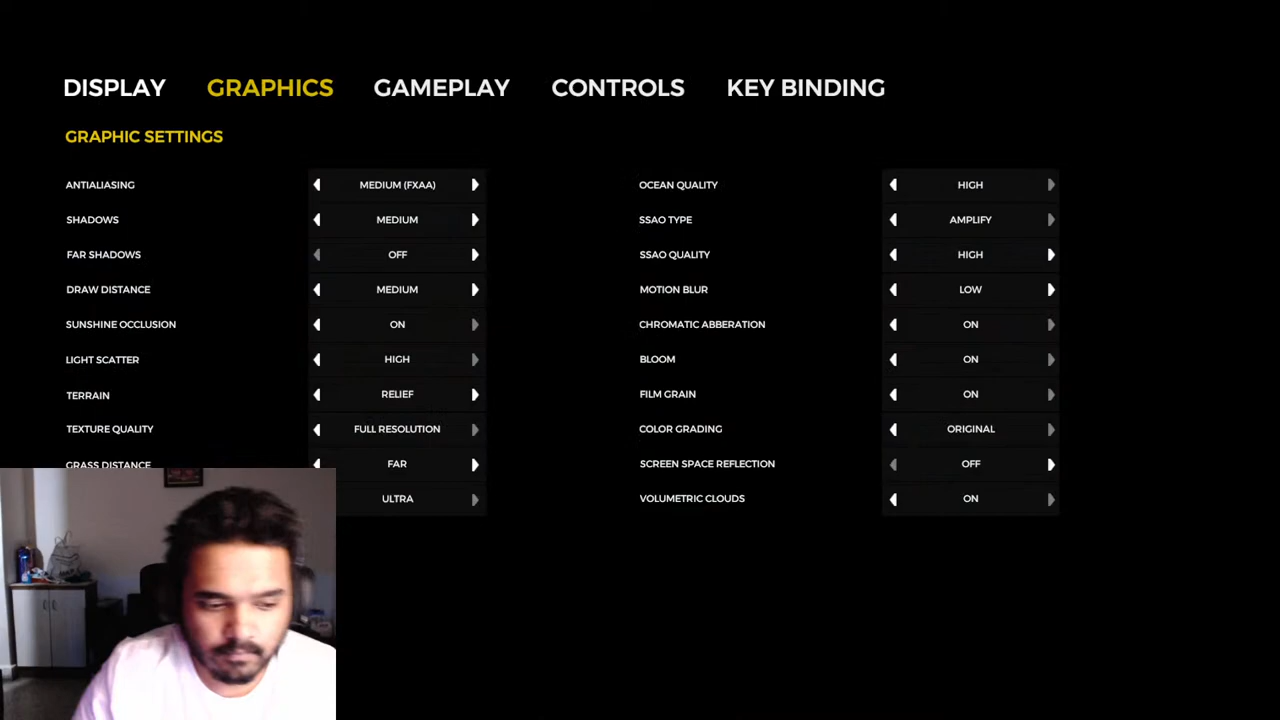 DISPLAY GRAPHICS GAMEPLAY CONTROLS KEY BINDING
GRAPHIC SETTINGS
ANTIALIASING MEDIUM (FXAA)
SHADOWS MEDIUM
FAR SHADOWS OFF
DRAW DISTANCE MEDIUM
SUNSHINE OCCLUSION ON
LIGHT SCATTER HIGH
TERRAIN RELIEF
TEXTURE QUALITY FULL RESOLUTION
GRASS DISTANCE FAR
ULTRA
OCEAN QUALITY HIGH
SSAO TYPE AMPLIFY
SSAO QUALITY HIGH
MOTION BLUR LOW
CHROMATIC ABBERATION ON
BLOOM ON
FILM GRAIN ON
COLOR GRADING ORIGINAL
SCREEN SPACE REFLECTION OFF
VOLUMETRIC CLOUDS ON